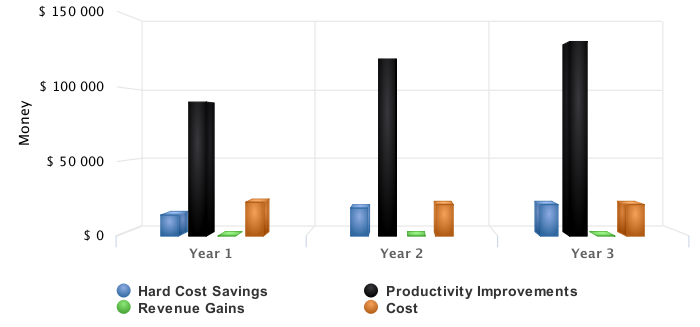 $ 150 000
$ 100 000
$ 50 000
$ 0
Money
Year 1
Year 2
Year 3
Hard Cost Savings
Productivity Improvements
Revenue Gains
Cost